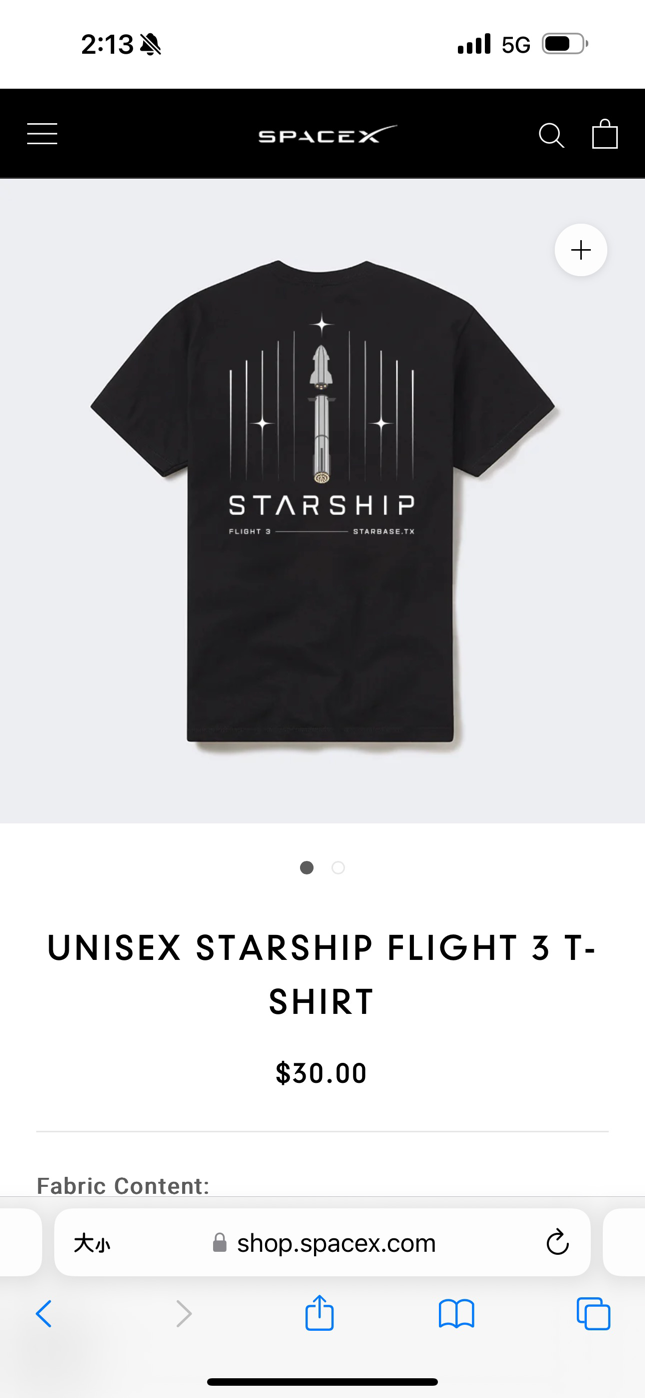 2:13 5G
SPACEX
STARSHIP
FLIGHT 3 STARBASE.TX
UNISEX STARSHIP FLIGHT 3 T-
SHIRT
$30.00
Fabric Content:
大小 shop.spacex.com